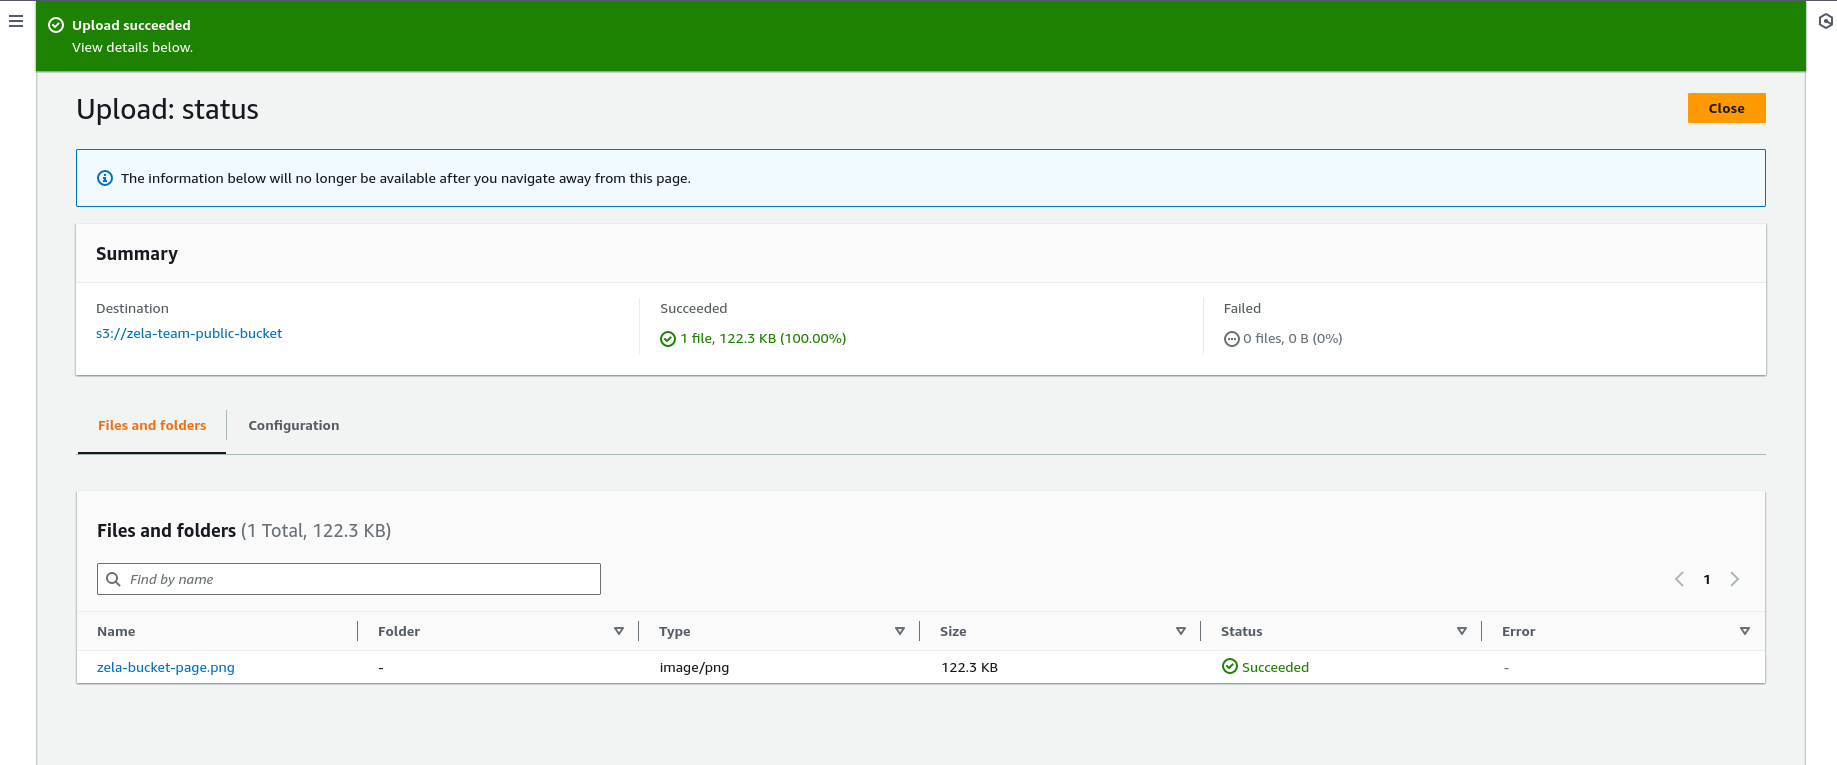 Upload succeeded
View details below.
Upload: status
Close
The information below will no longer be available after you navigate away from this page.
Summary
Destination
s3://zela-team-public-bucket
Succeeded
1 file, 122.3 KB (100.00%)
Failed
0 files, 0 B (0%)
Files and folders
Configuration
Files and folders (1 Total, 122.3 KB)
Find by name
1
Name Folder Type Size Status Error
zela-bucket-page.png - image/png 122.3 KB Succeeded -